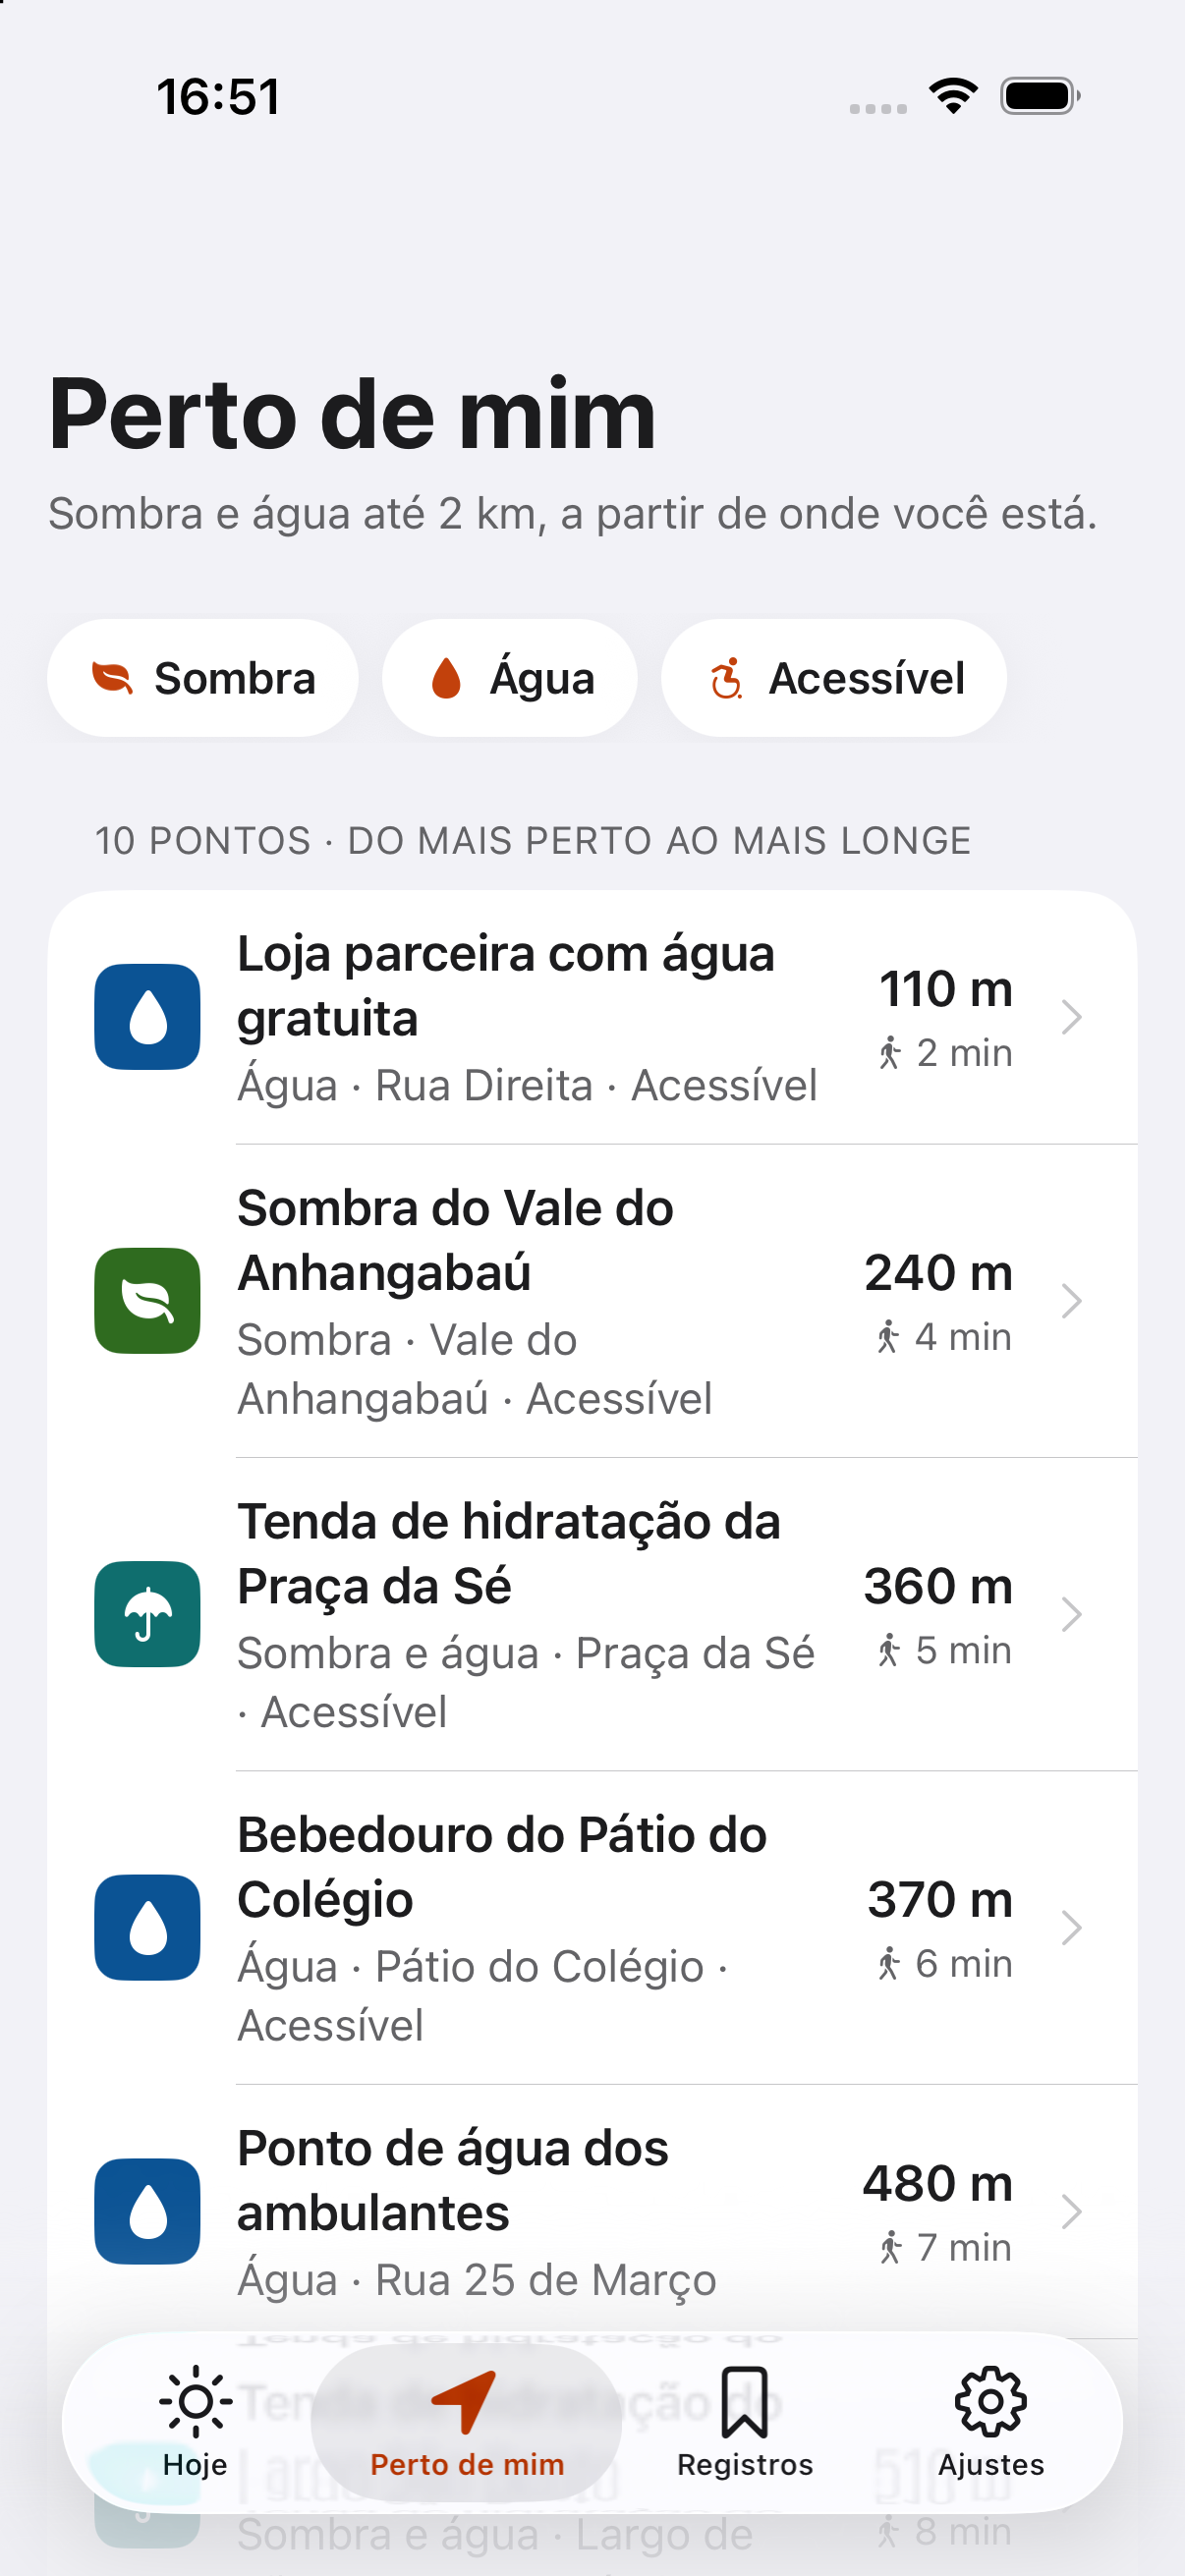 16:51
Perto de mim
Sombra e água até 2 km, a partir de onde você está.
Sombra
Água
Acessível
10 PONTOS · DO MAIS PERTO AO MAIS LONGE
Loja parceira com água
gratuita
Água · Rua Direita · Acessível
110 m
2 min
Sombra do Vale do
Anhangabaú
Sombra · Vale do
Anhangabaú · Acessível
240 m
4 min
Tenda de hidratação da
Praça da Sé
Sombra e água · Praça da Sé
· Acessível
360 m
5 min
Bebedouro do Pátio do
Colégio
Água · Pátio do Colégio ·
Acessível
370 m
6 min
Ponto de água dos
ambulantes
Água · Rua 25 de Março
480 m
7 min
Tenda de hidratação do
510 m
Sombra e água · Largo de
8 min
Hoje
Perto de mim
Registros
Ajustes